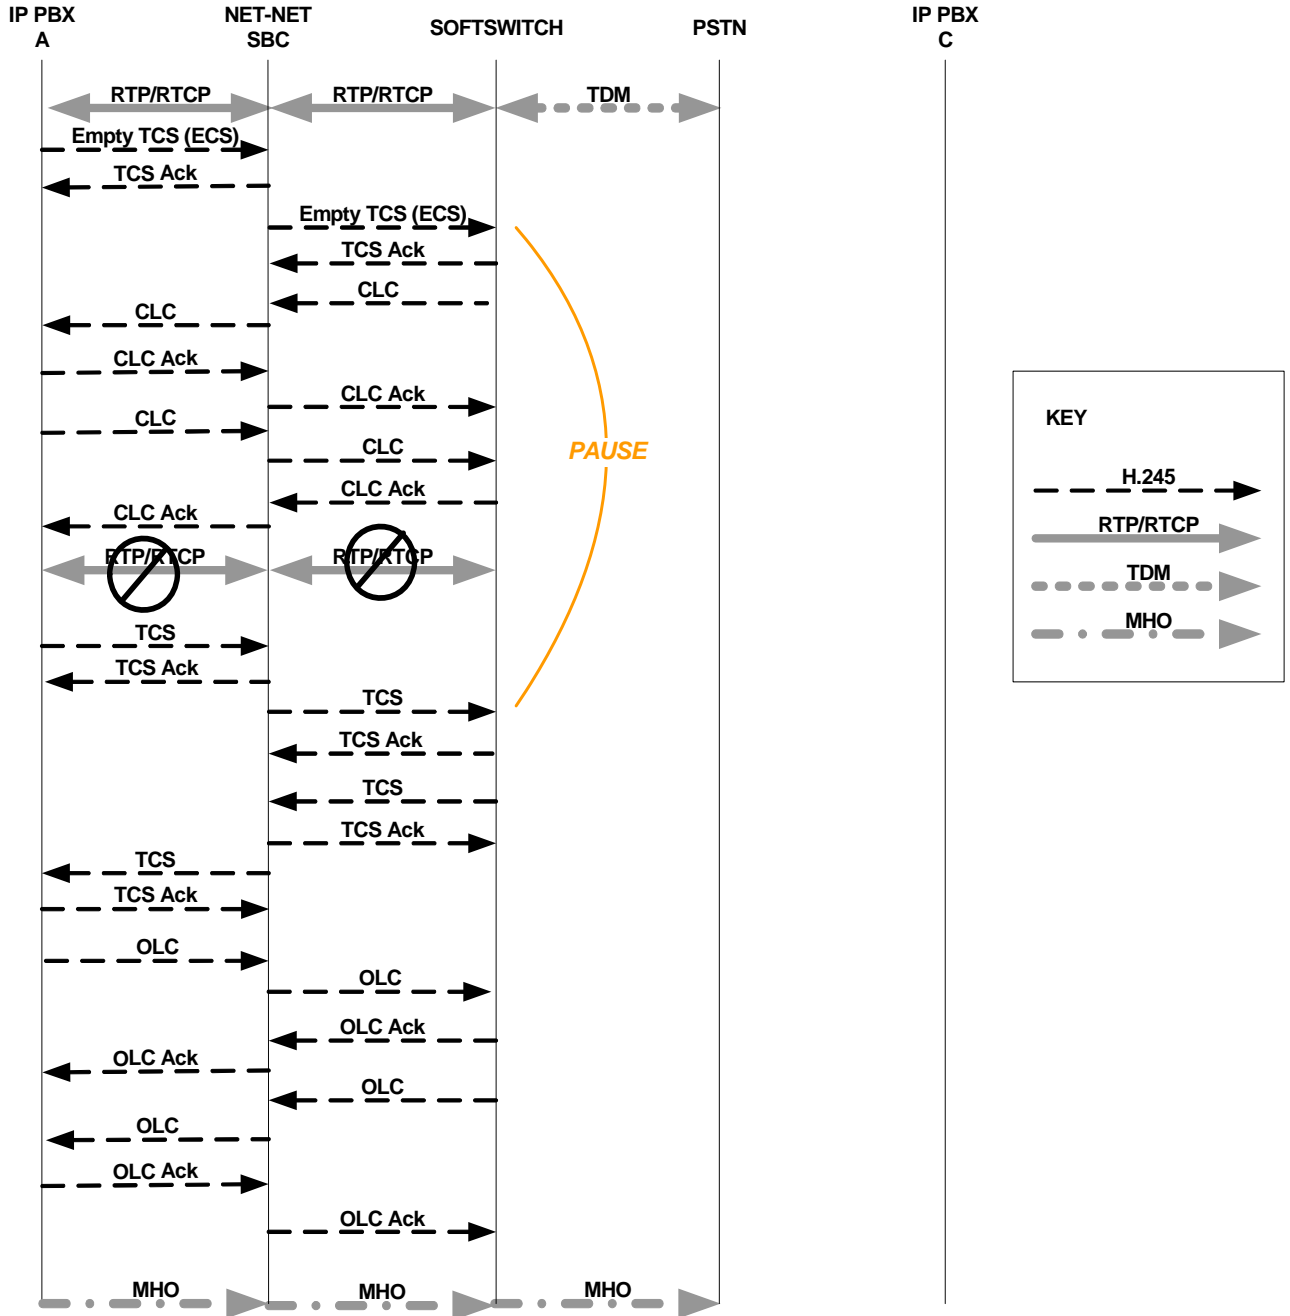 IP PBX
A
NET-NET
SBC
SOFTSWITCH
PSTN
IP PBX
C
RTP/RTCP
RTP/RTCP
TDM
Empty TCS (ECS)
TCS Ack
Empty TCS (ECS)
TCS Ack
CLC
CLC
CLC Ack
CLC Ack
CLC
CLC
CLC Ack
CLC Ack
PAUSE
RTP/RTCP
RTP/RTCP
TCS
TCS Ack
TCS
TCS Ack
TCS
TCS Ack
TCS
TCS Ack
OLC
OLC
OLC Ack
OLC Ack
OLC
OLC
OLC Ack
OLC Ack
MHO
MHO
MHO
KEY
H.245
RTP/RTCP
TDM
MHO